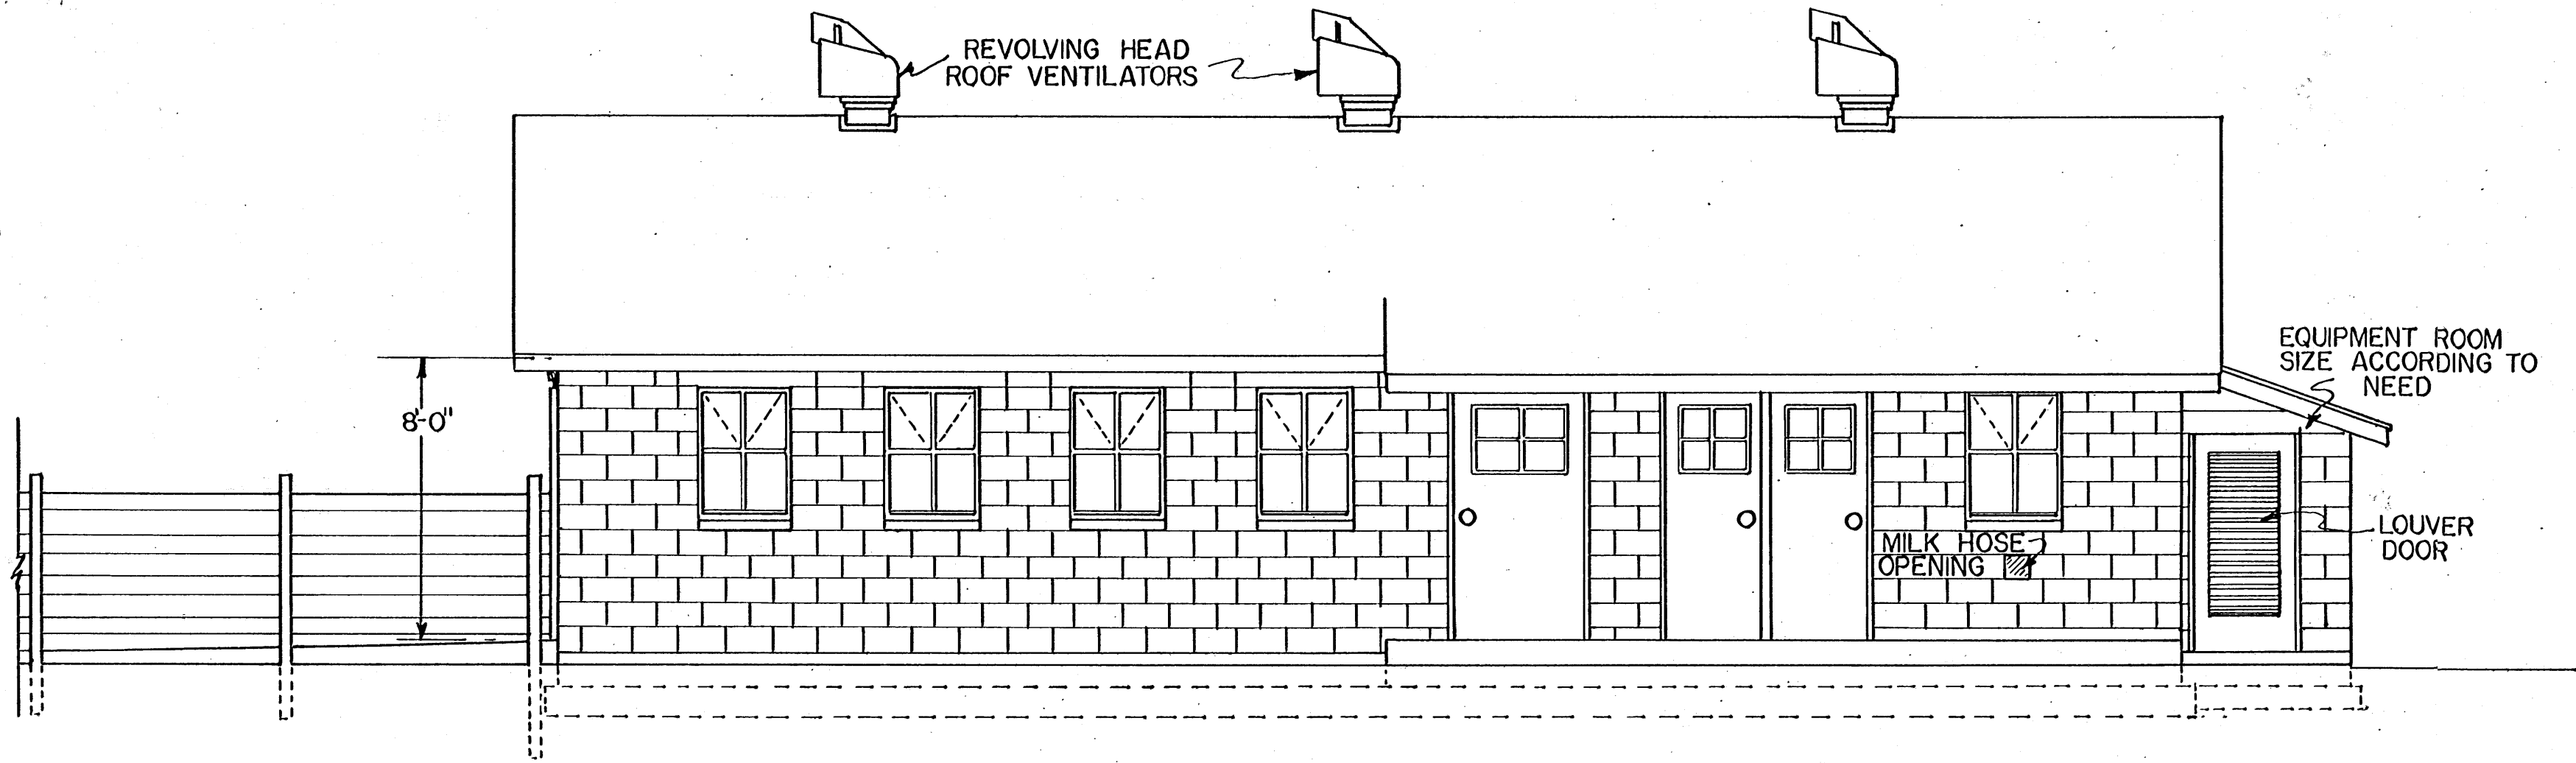 REVOLVING HEAD
ROOF VENTILATORS
EQUIPMENT ROOM
SIZE ACCORDING TO
NEED
8'-0"
LOUVER
DOOR
MILK HOSE
OPENING